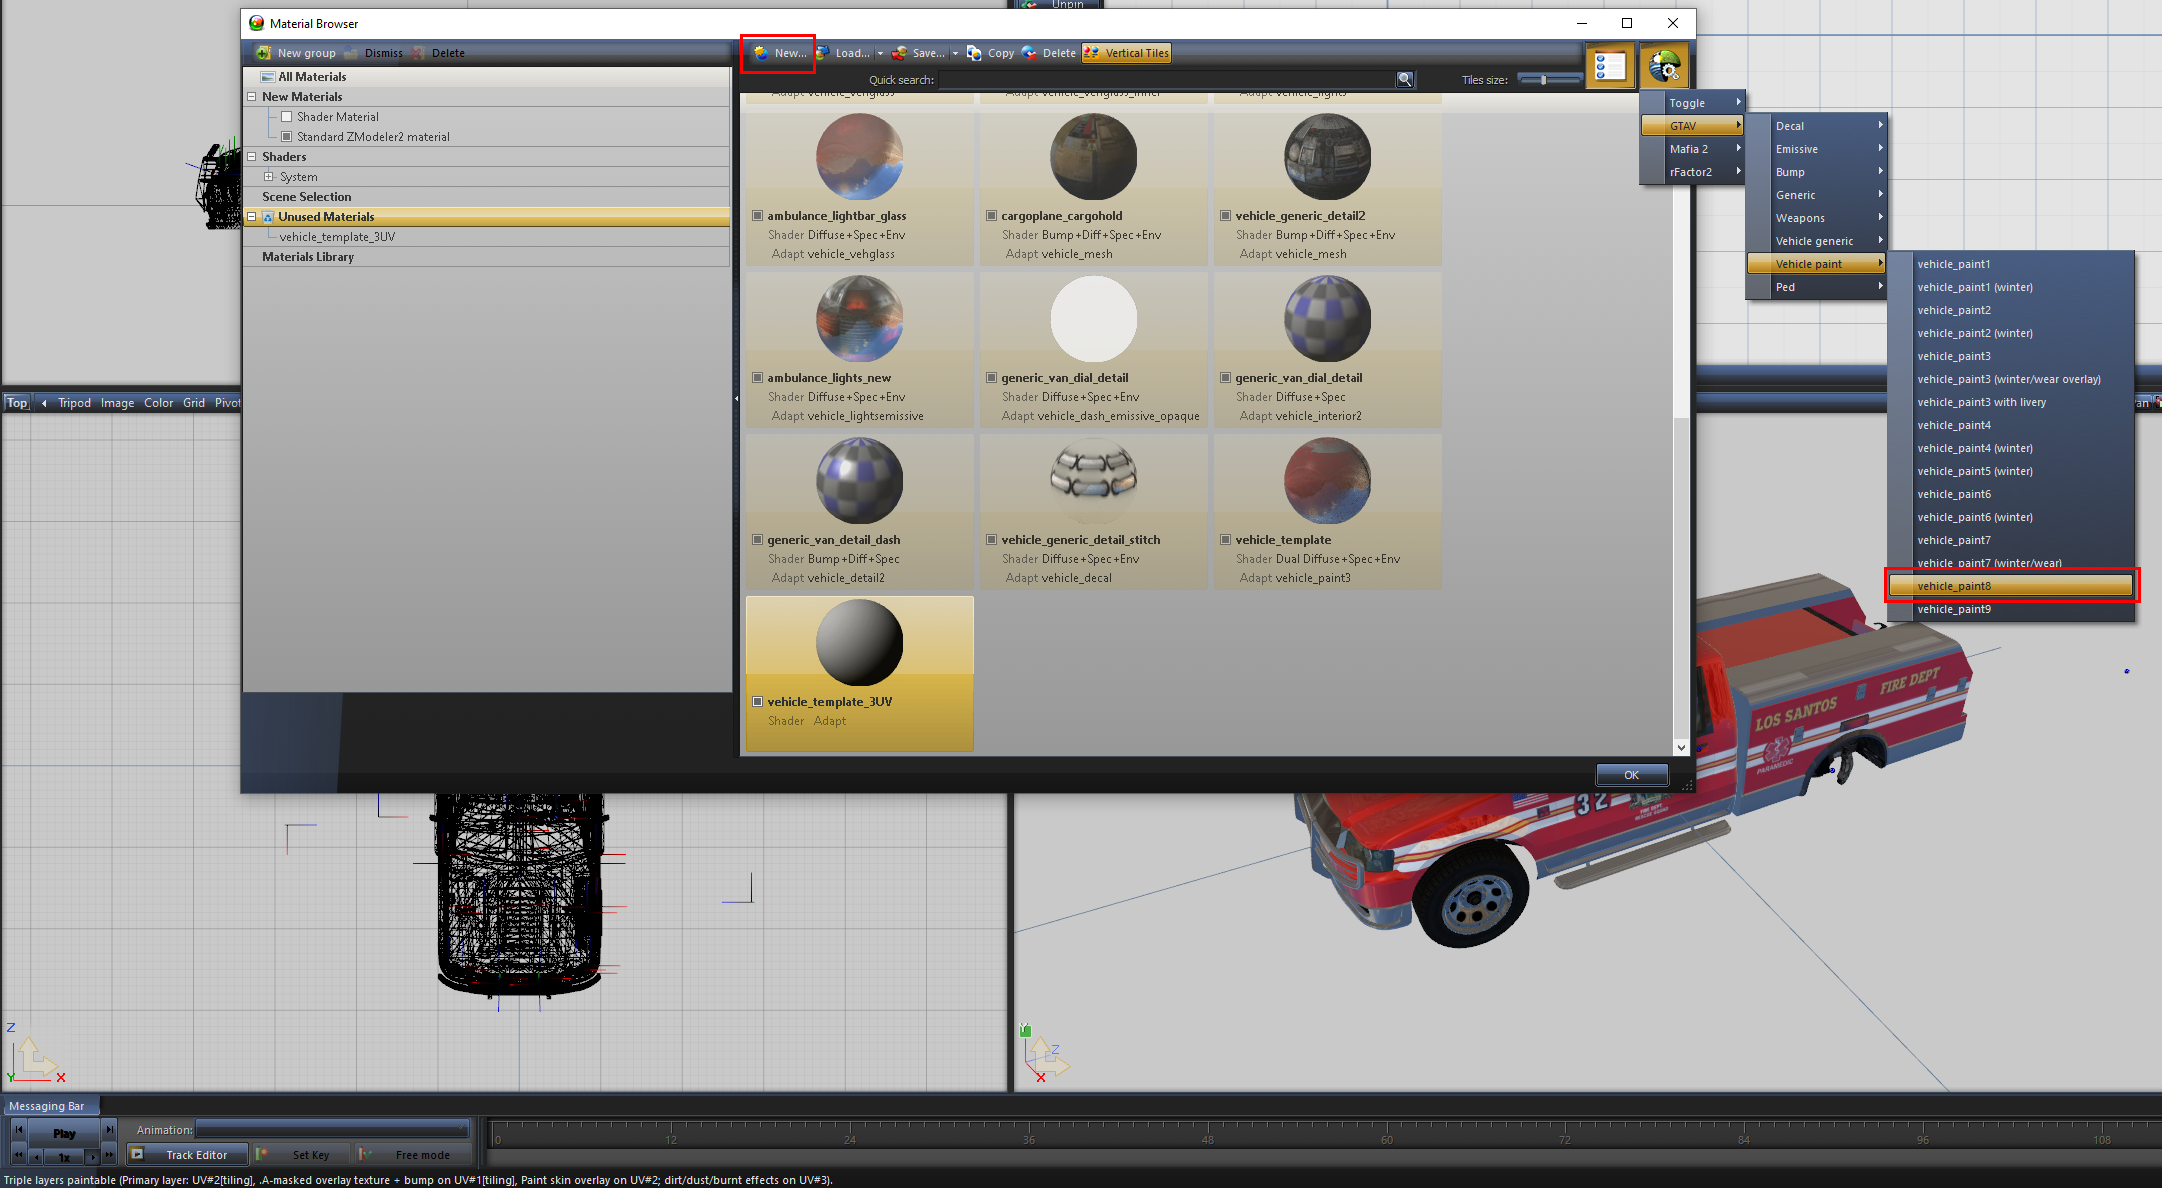 Unpin
Material Browser
New group Dismiss Delete
All Materials
New Materials
Shader Material
Standard ZModeler2 material
Shaders
System
Scene Selection
Unused Materials
vehicle_template_3UV
Materials Library
New... Load... Save... Copy Delete Vertical Tiles
Quick search:
Tiles size:
Adapt vehicle_vehglass
Adapt vehicle_vehglass_inner
Adapt vehicle_lights
ambulance_lightbar_glass
Shader Diffuse+Spec+Env
Adapt vehicle_vehglass
cargoplane_cargohold
Shader Bump+Diff+Spec+Env
Adapt vehicle_mesh
vehicle_generic_detail2
Shader Bump+Diff+Spec+Env
Adapt vehicle_mesh
ambulance_lights_new
Shader Diffuse+Spec+Env
Adapt vehicle_lightsemissive
generic_van_dial_detail
Shader Diffuse+Spec+Env
Adapt vehicle_dash_emissive_opaque
generic_van_dial_detail
Shader Diffuse+Spec
Adapt vehicle_interior2
generic_van_detail_dash
Shader Bump+Diff+Spec
Adapt vehicle_detail2
vehicle_generic_detail_stitch
Shader Diffuse+Spec+Env
Adapt vehicle_decal
vehicle_template
Shader Dual Diffuse+Spec+Env
Adapt vehicle_paint3
vehicle_template_3UV
Shader Adapt
OK
Toggle
GTAV
Mafia 2
rFactor2
Decal
Emissive
Bump
Generic
Weapons
Vehicle generic
Vehicle paint
Ped
vehicle_paint1
vehicle_paint1 (winter)
vehicle_paint2
vehicle_paint2 (winter)
vehicle_paint3
vehicle_paint3 (winter/wear overlay)
vehicle_paint3 with livery
vehicle_paint4
vehicle_paint4 (winter)
vehicle_paint5 (winter)
vehicle_paint6
vehicle_paint6 (winter)
vehicle_paint7
vehicle_paint7 (winter/wear)
vehicle_paint8
vehicle_paint9
Top Tripod Image Color Grid Pivot
LOS SANTOS FIRE DEPT
PARAMEDIC
32
Z
Y
X
Y
Z
X
Messaging Bar
Play
1x
Animation:
Track Editor Set Key Free mode
0 12 24 36 48 60 72 84 96 108
Triple layers paintable (Primary layer: UV#2[tiling], .A-masked overlay texture + bump on UV#1[tiling], Paint skin overlay on UV#2; dirt/dust/burnt effects on UV#3).